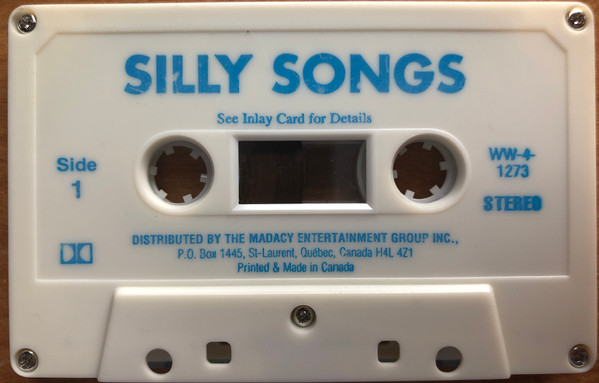 SILLY SONGS
See Inlay Card for Details
Side
1
WW-4-
1273
STEREO
DISTRIBUTED BY THE MADACY ENTERTAINMENT GROUP INC.,
P.O. Box 1445, St-Laurent, Québec, Canada H4L 4Z1
Printed & Made in Canada